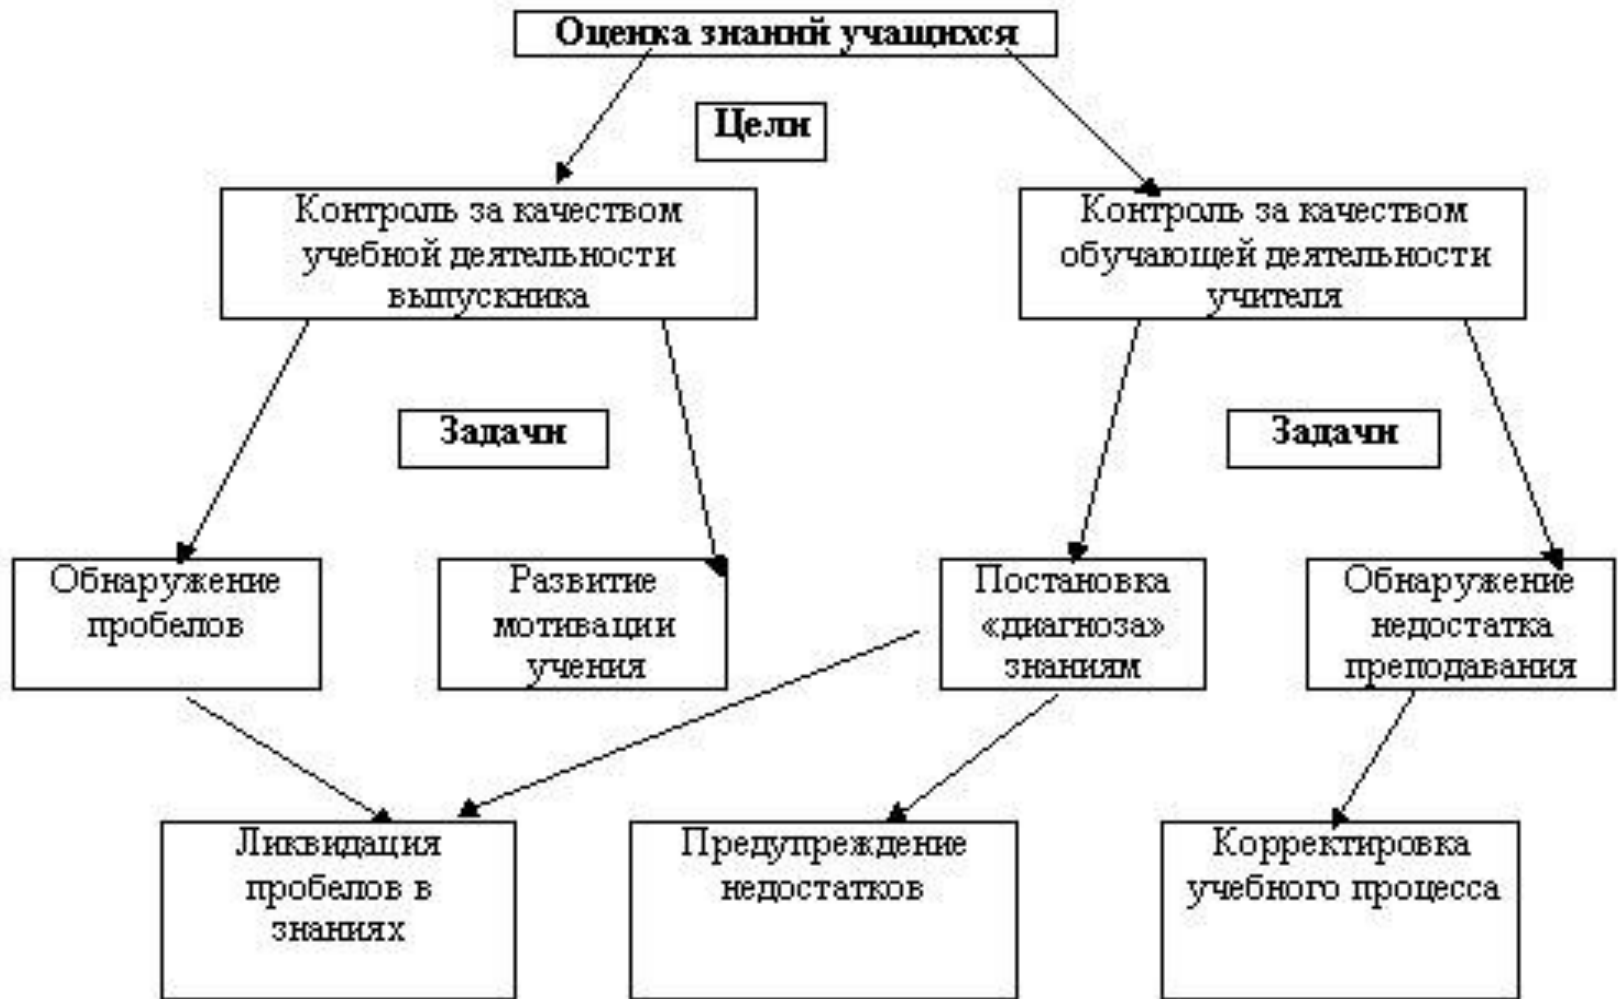 Оценка знаний учащихся
Цели
Контроль за качеством
учебной деятельности
выпускника
Контроль за качеством
обучающей деятельности
учителя
Задачи
Задачи
Обнаружение
пробелов
Развитие
мотивации
учения
Постановка
«диагноза»
знаниям
Обнаружение
недостатка
преподавания
Ликвидация
пробелов в
знаниях
Предупреждение
недостатков
Корректировка
учебного процесса